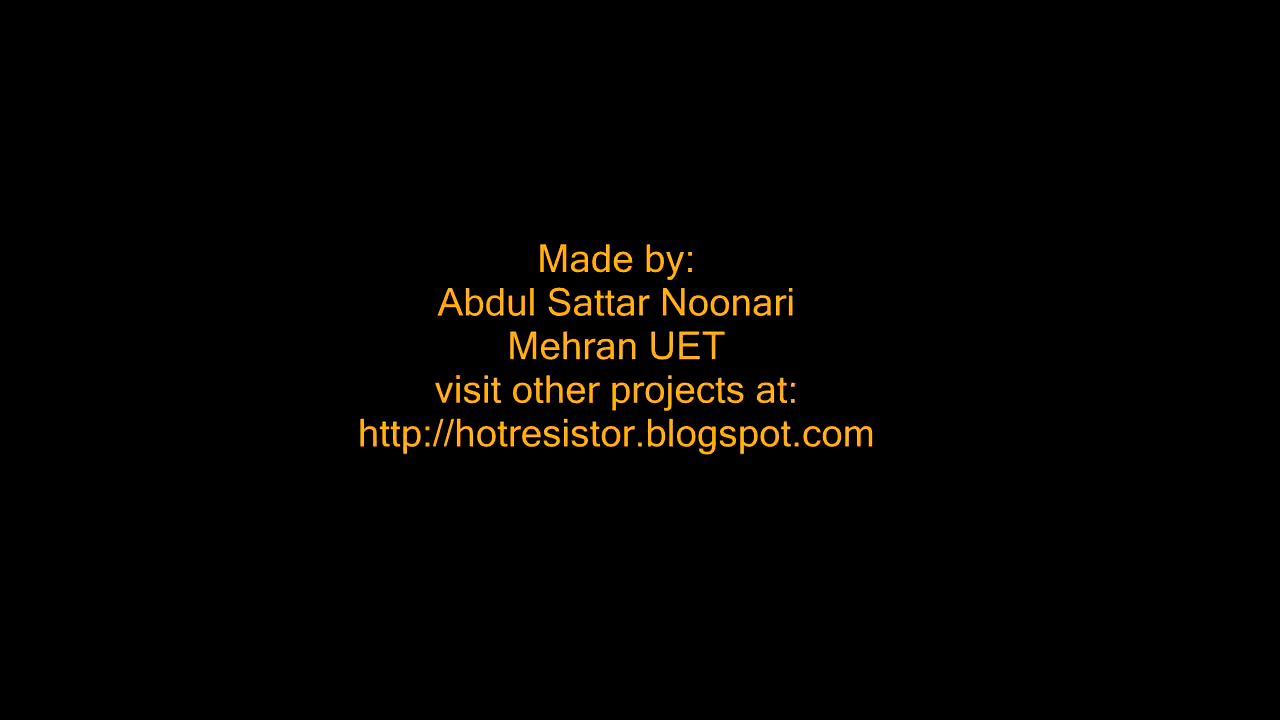 Made by:
Abdul Sattar Noonari
Mehran UET
visit other projects at:
http://hotresistor.blogspot.com